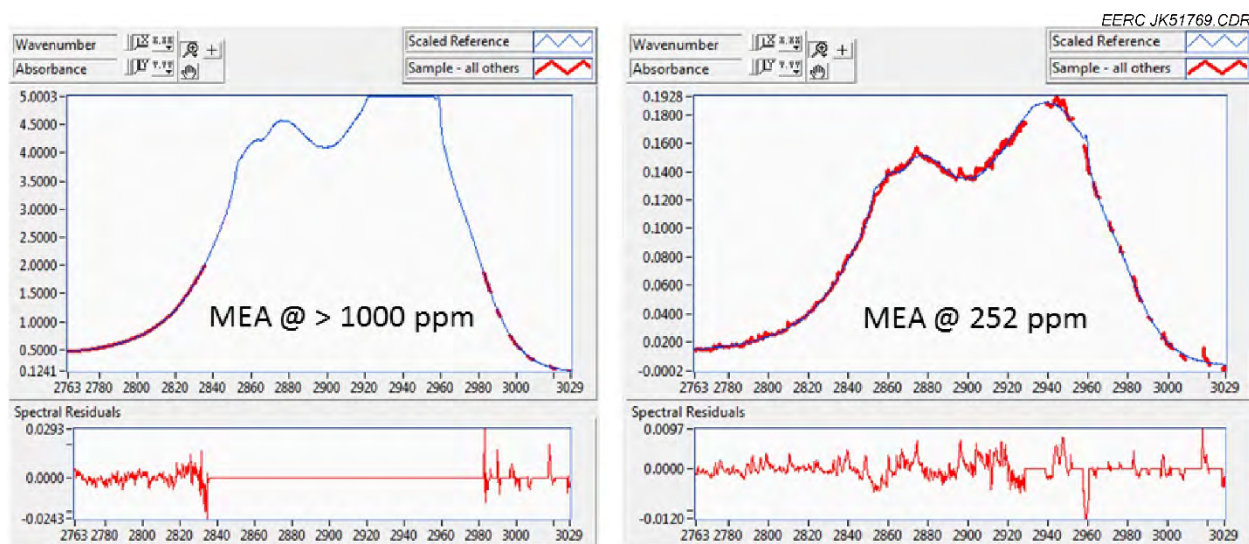 EERC JK51769.CDR
Wavenumber
Scaled Reference
Absorbance
Sample - all others
5.0003
4.5000
4.0000
3.5000
3.0000
2.5000
2.0000
1.5000
1.0000
0.5000
0.1241
MEA @ > 1000 ppm
2763 2780 2800 2820 2840 2860 2880 2900 2920 2940 2960 2980 3000 3029
Spectral Residuals
0.0293
0.0000
-0.0243
2763 2780 2800 2820 2840 2860 2880 2900 2920 2940 2960 2980 3000 3029
Wavenumber
Scaled Reference
Absorbance
Sample - all others
0.1928
0.1800
0.1600
0.1400
0.1200
0.1000
0.0800
0.0600
0.0400
0.0200
-0.0002
MEA @ 252 ppm
2763 2780 2800 2820 2840 2860 2880 2900 2920 2940 2960 2980 3000 3029
Spectral Residuals
0.0097
0.0000
-0.0120
2763 2780 2800 2820 2840 2860 2880 2900 2920 2940 2960 2980 3000 3029